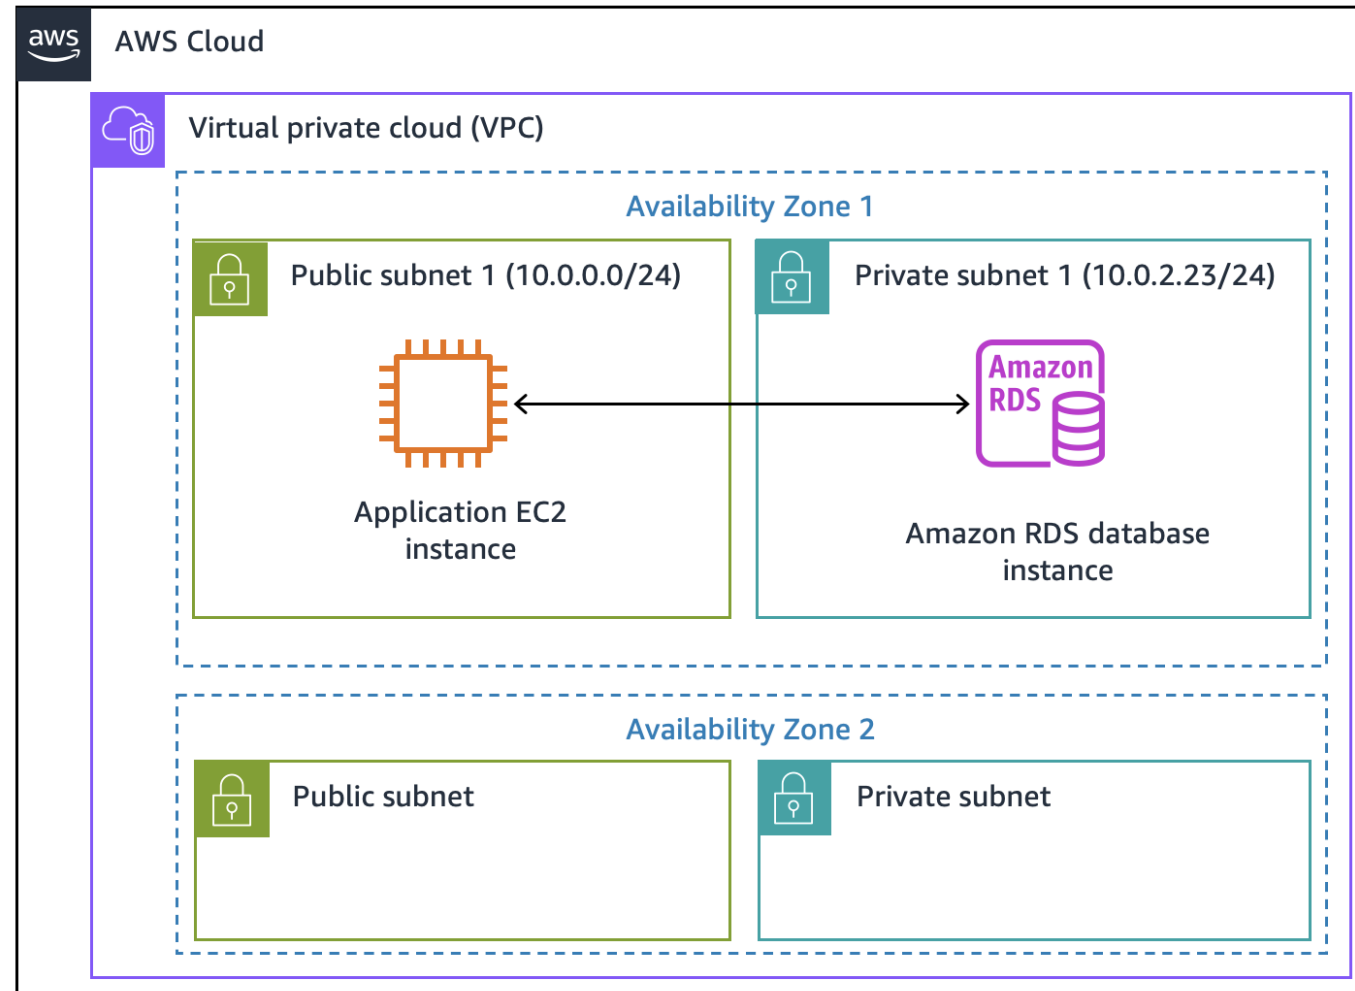 aws
AWS Cloud
Virtual private cloud (VPC)
Availability Zone 1
Public subnet 1 (10.0.0.0/24)
Application EC2
instance
Private subnet 1 (10.0.2.23/24)
Amazon
RDS
Amazon RDS database
instance
Availability Zone 2
Public subnet
Private subnet